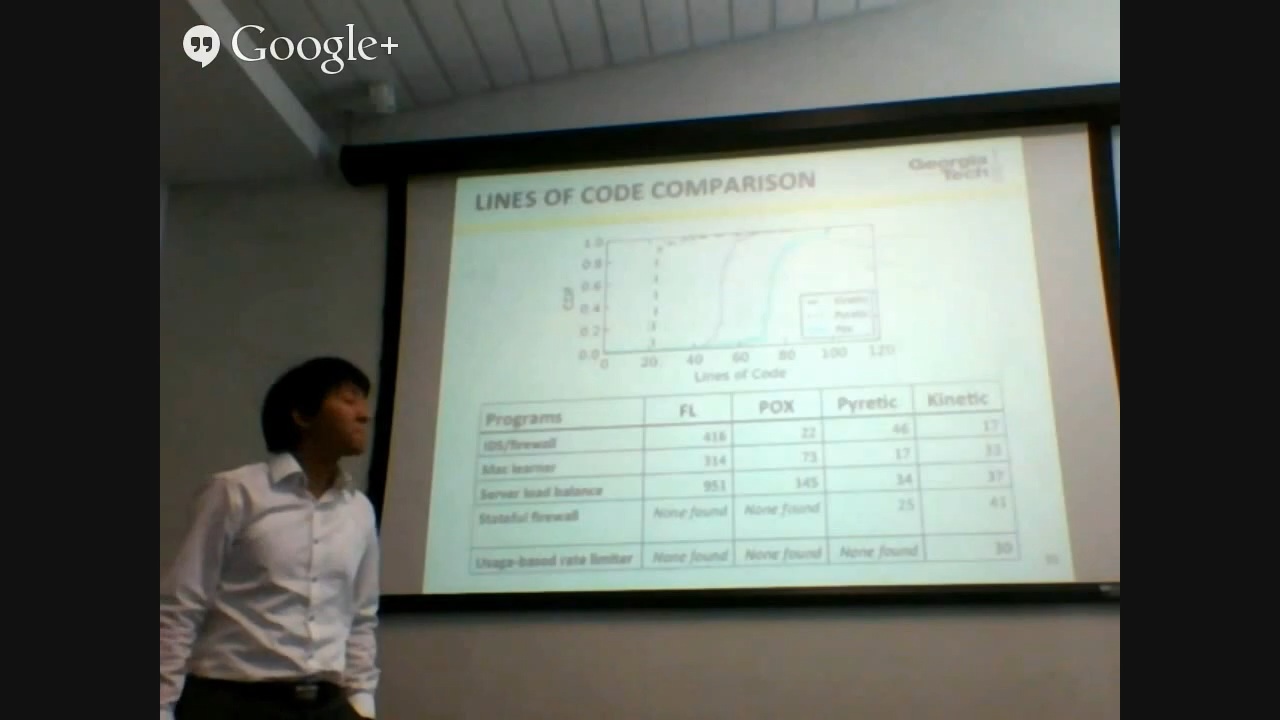 Google+
LINES OF CODE COMPARISON
Georgia
Tech
1.0
0.8
0.6
0.4
0.2
0.0
CDF
0 20 40 60 80 100 120
Lines of Code
Kinetic
Pyretic
Pox
Programs FL POX Pyretic Kinetic
IDS/firewall 416 22 46 17
Mac learner 314 73 17 33
Server load balance 951 145 34 37
Stateful firewall None found None found 25 41
Usage-based rate limiter None found None found None found 30